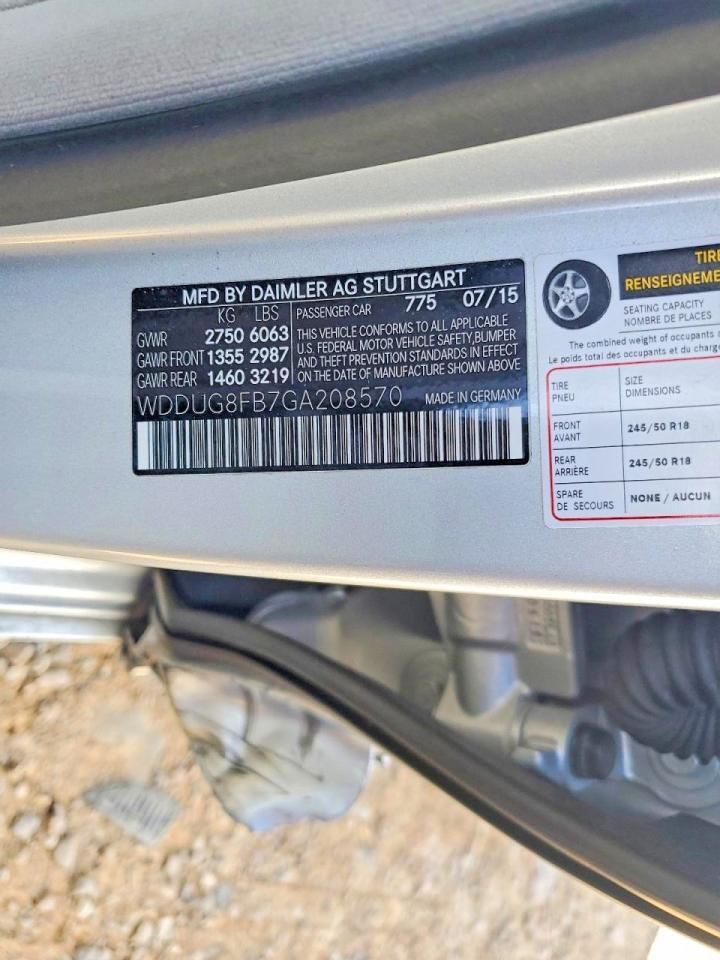 MFD BY DAIMLER AG STUTTGART
KG LBS PASSENGER CAR 775 07/15
GVWR 2750 6063
GAWR FRONT 1355 2987
GAWR REAR 1460 3219
THIS VEHICLE CONFORMS TO ALL APPLICABLE
U.S. FEDERAL MOTOR VEHICLE SAFETY,BUMPER
AND THEFT PREVENTION STANDARDS IN EFFECT
ON THE DATE OF MANUFACTURE SHOWN ABOVE.
WDDUG8FB7GA208570 MADE IN GERMANY
TIRE
RENSEIGNEME
SEATING CAPACITY
NOMBRE DE PLACES
The combined weight of occupants a
Le poids total des occupants et du charg
TIRE
PNEU
SIZE
DIMENSIONS
FRONT
AVANT
245/50 R18
REAR
ARRIÈRE
245/50 R18
SPARE
DE SECOURS
NONE / AUCUN